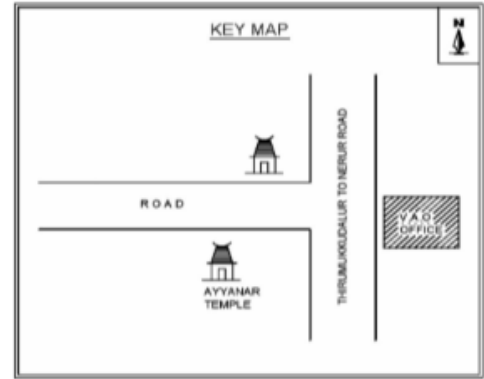 KEY MAP
N
ROAD
THIRUMUKKUDALUR TO NERUR ROAD
V.A.O.
OFFICE
AYYANAR
TEMPLE